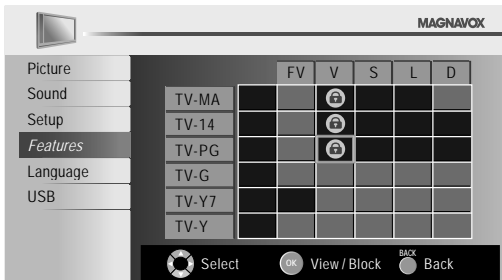 MAGNAVOX
Picture
Sound
Setup
Features
Language
USB
FV V S L D
TV-MA
TV-14
TV-PG
TV-G
TV-Y7
TV-Y
Select OK View / Block BACK Back